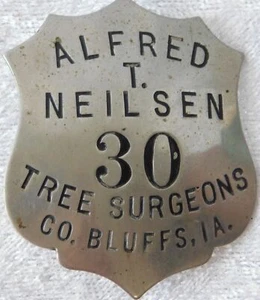 ALFRED
T.
NEILSEN
30
TREE SURGEONS
CO. BLUFFS, IA.